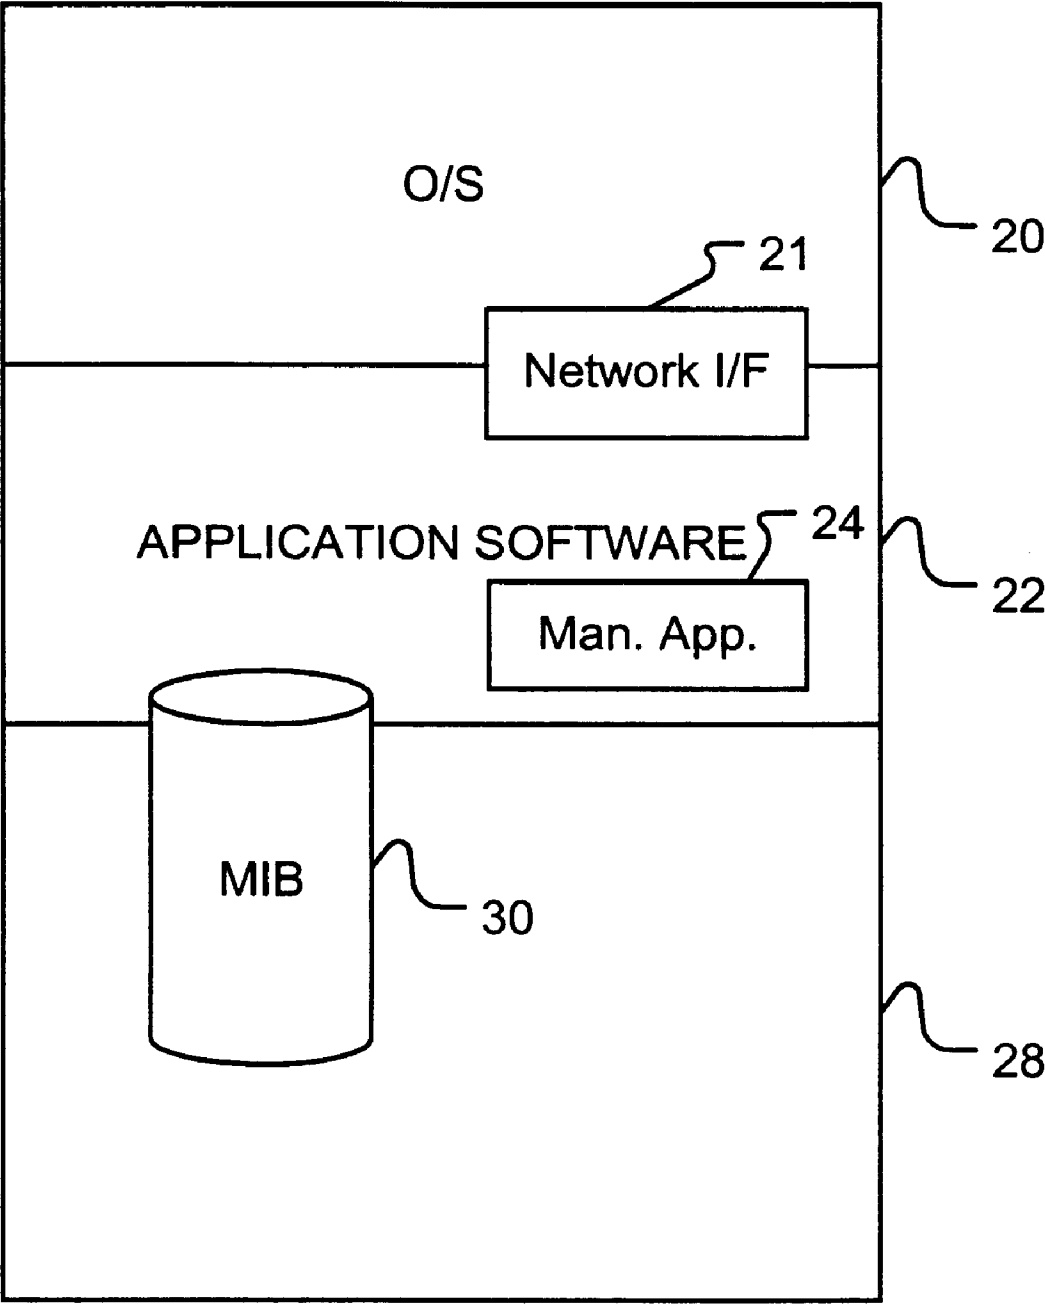 O/S
20
21
Network I/F
24
APPLICATION SOFTWARE
22
Man. App.
MIB
30
28